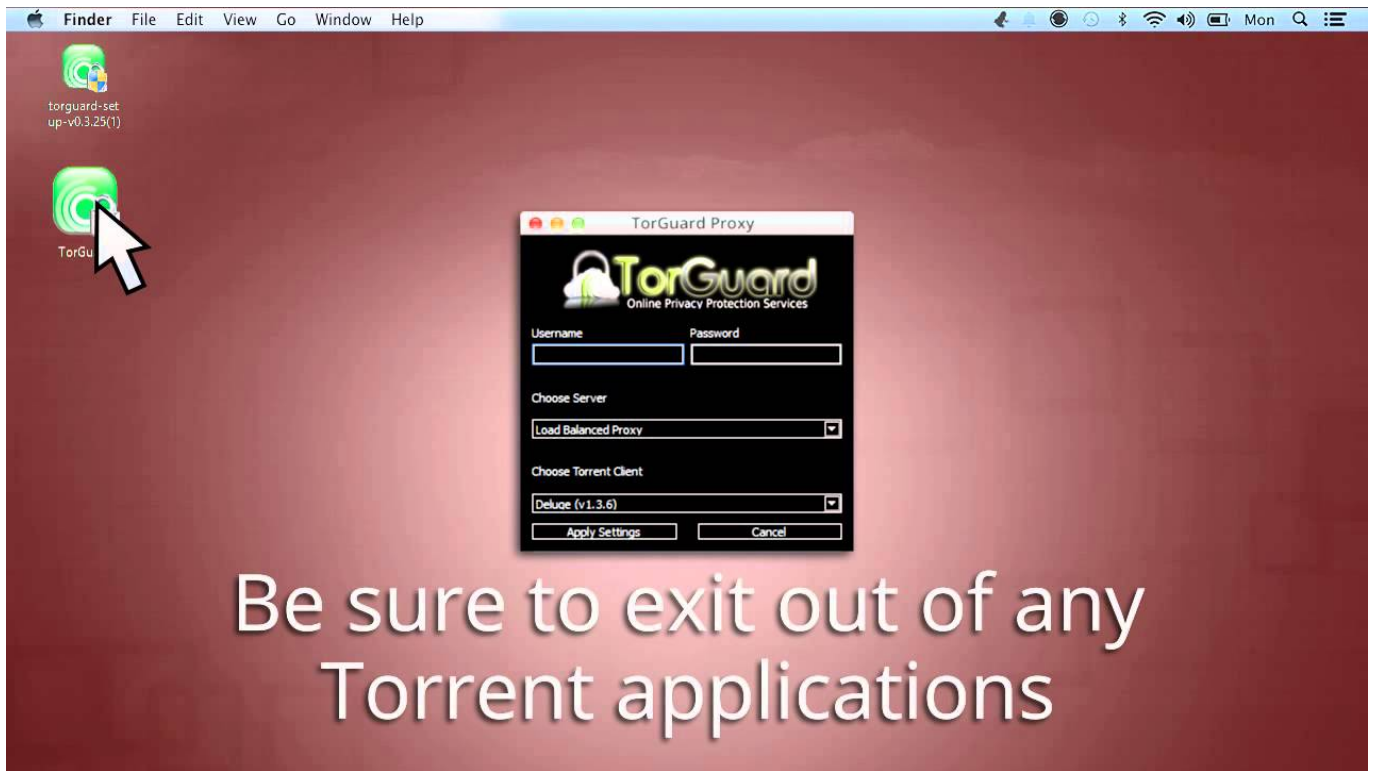 Finder File Edit View Go Window Help Mon
torguard-set
up-v0.3.25(1)
TorGu
TorGuard Proxy
TorGuard
Online Privacy Protection Services
Username Password
Choose Server
Load Balanced Proxy
Choose Torrent Client
Deluge (v1.3.6)
Apply Settings Cancel
Be sure to exit out of any
Torrent applications